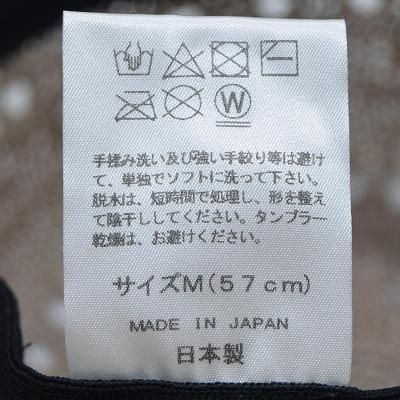 W
手揉み洗い及び強い手絞り等は避け
て、単独でソフトに洗って下さい。
脱水は、短時間で処理し、形を整え
て陰干ししてください。タンブラー
乾燥は、お避けください。
サイズM(57cm)
MADE IN JAPAN
日本製